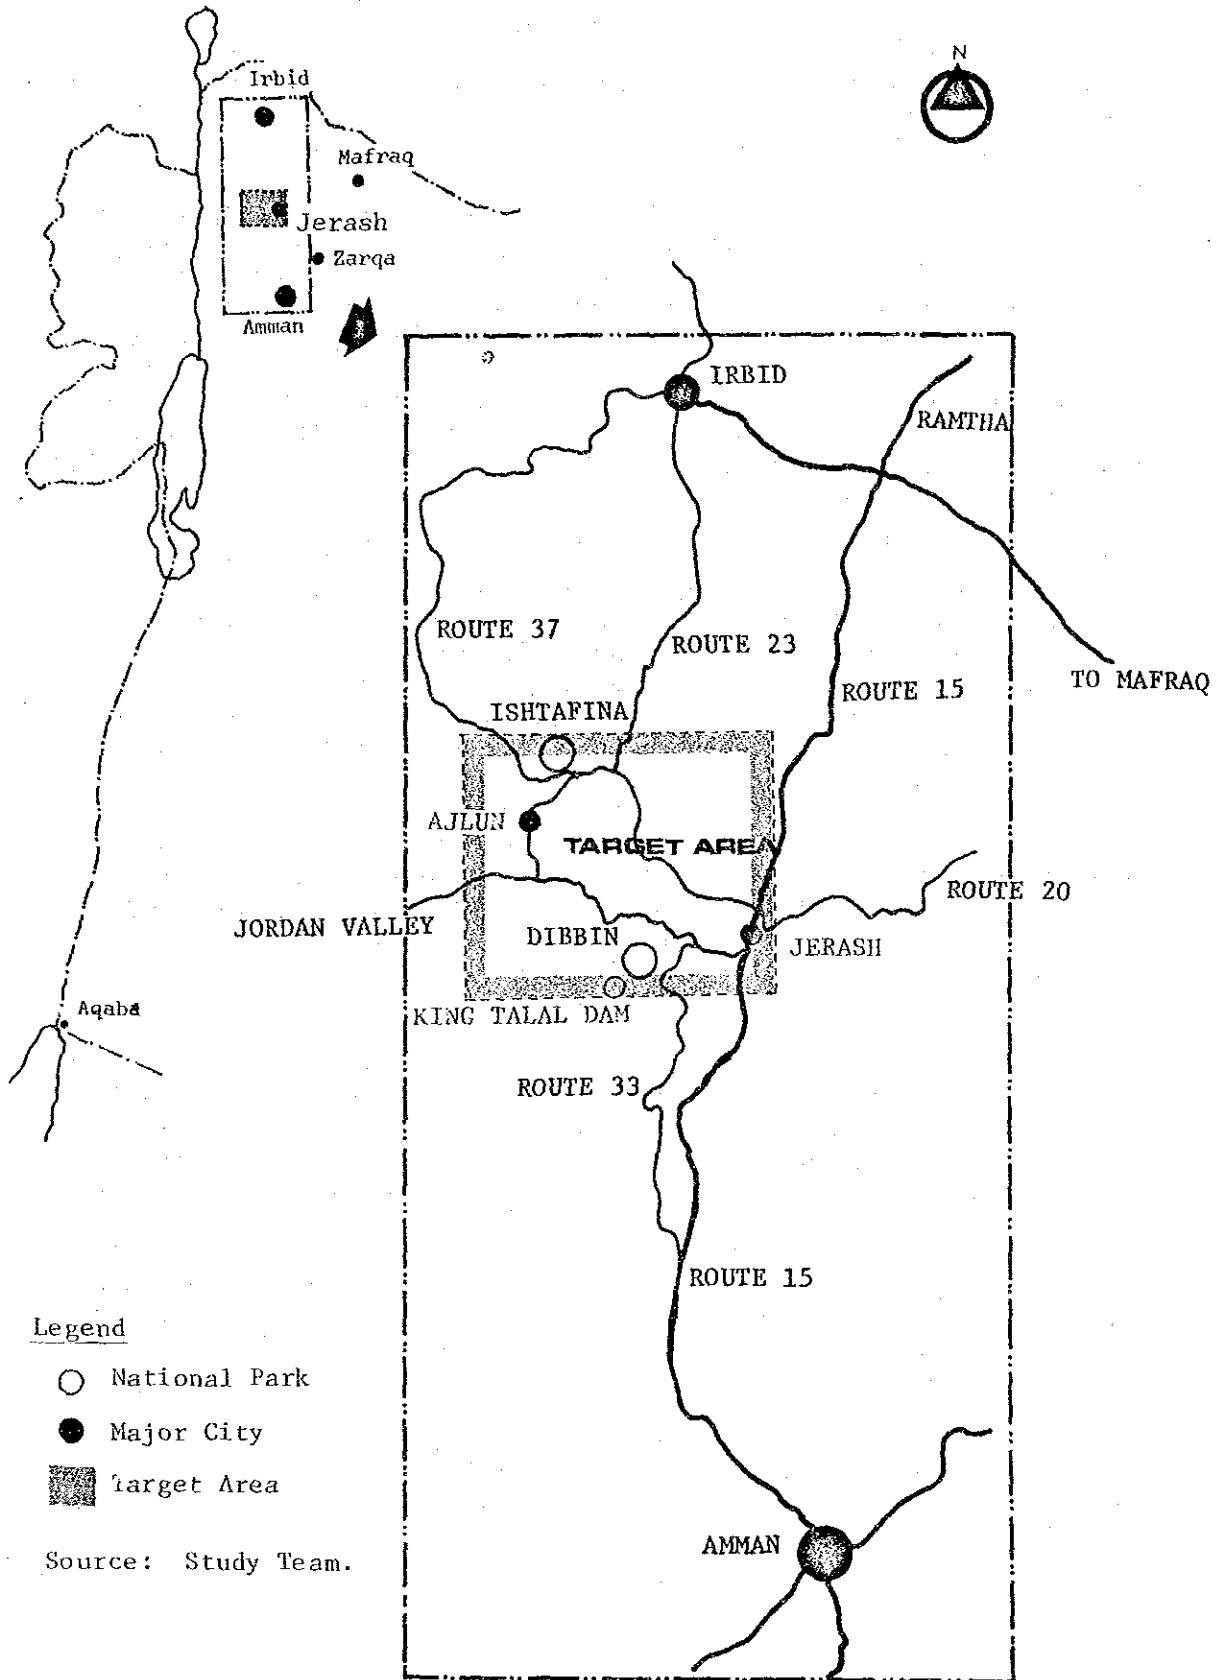 N
Irbid
Mafraq
Jerash
Zarqa
Amman
IRBID
RAMTHA
ROUTE 37
ROUTE 23
ROUTE 15
TO MAFRAQ
ISHTAFINA
AJLUN
TARGET AREA
ROUTE 20
JORDAN VALLEY
DIBBIN
JERASH
Aqaba
KING TALAL DAM
ROUTE 33
ROUTE 15
Legend
National Park
Major City
Target Area
AMMAN
Source: Study Team.